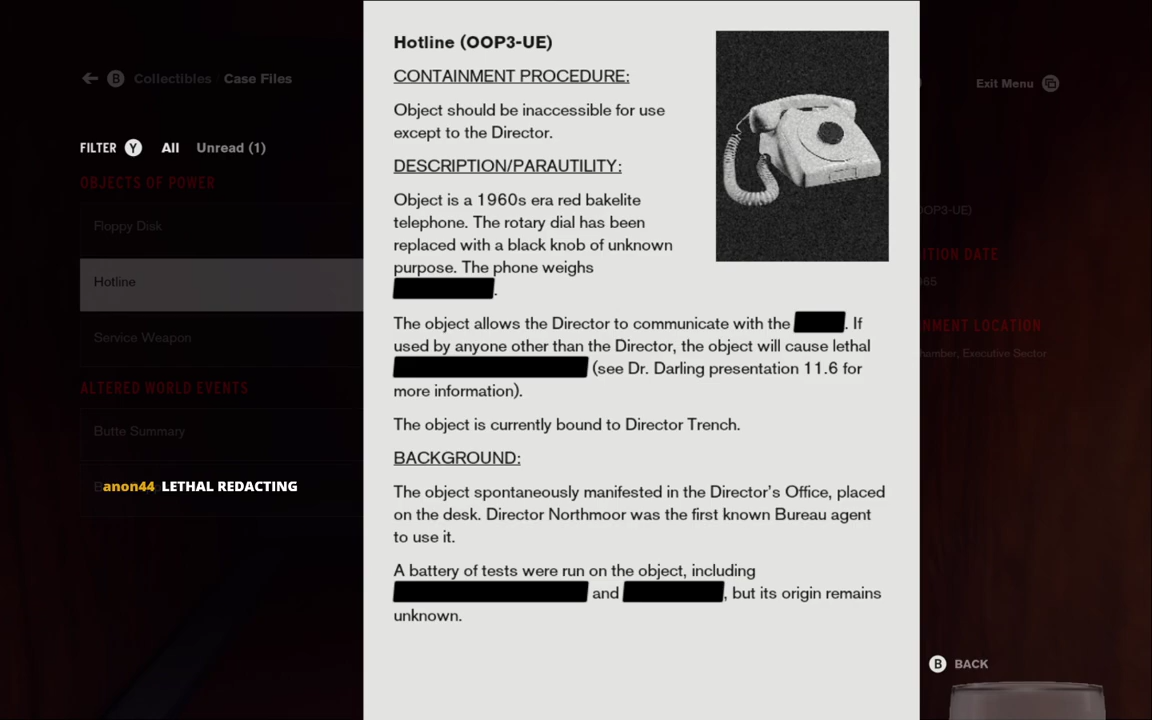 B Collectibles Case Files
Exit Menu
FILTER Y All Unread (1)
OBJECTS OF POWER
Floppy Disk
Hotline
Service Weapon
ALTERED WORLD EVENTS
Butte Summary
anon44 LETHAL REDACTING
Hotline (OOP3-UE)
CONTAINMENT PROCEDURE:
Object should be inaccessible for use
except to the Director.
DESCRIPTION/PARAUTILITY:
Object is a 1960s era red bakelite
telephone. The rotary dial has been
replaced with a black knob of unknown
purpose. The phone weighs
.
The object allows the Director to communicate with the . If
used by anyone other than the Director, the object will cause lethal
(see Dr. Darling presentation 11.6 for
more information).
The object is currently bound to Director Trench.
BACKGROUND:
The object spontaneously manifested in the Director's Office, placed
on the desk. Director Northmoor was the first known Bureau agent
to use it.
A battery of tests were run on the object, including
and , but its origin remains
unknown.
OP3-UE)
ITION DATE
65
NMENT LOCATION
hamber, Executive Sector
B BACK